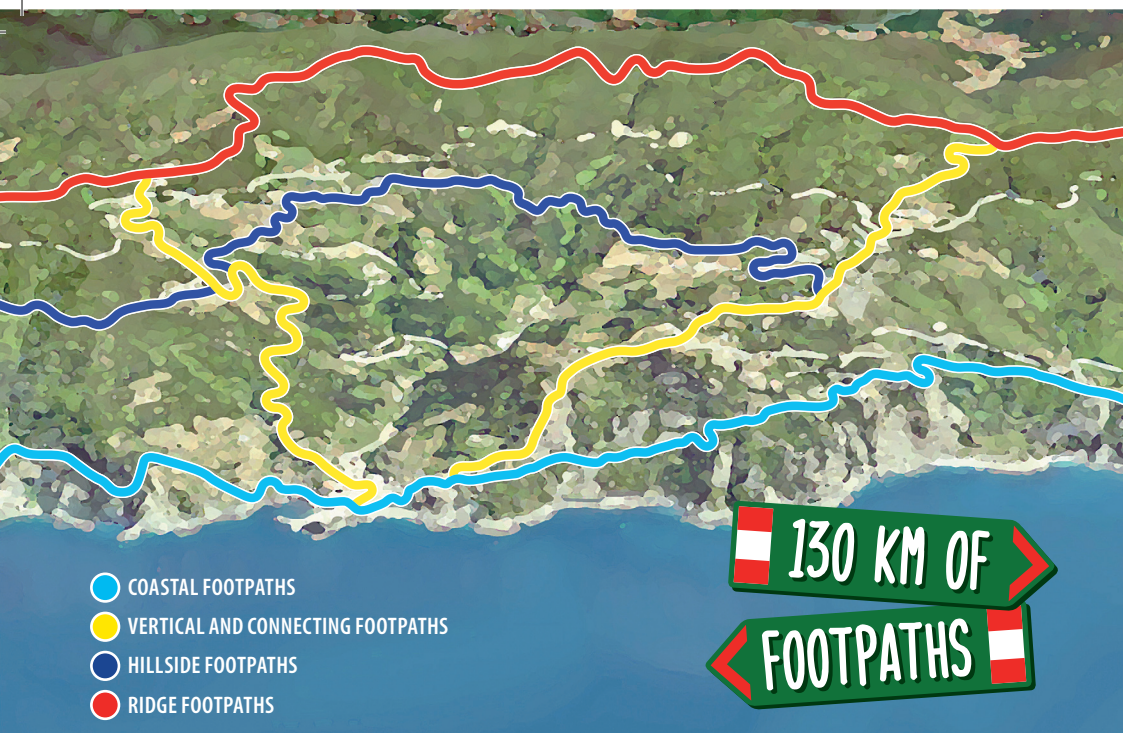 COASTAL FOOTPATHS
VERTICAL AND CONNECTING FOOTPATHS
HILLSIDE FOOTPATHS
RIDGE FOOTPATHS
130 KM OF
FOOTPATHS